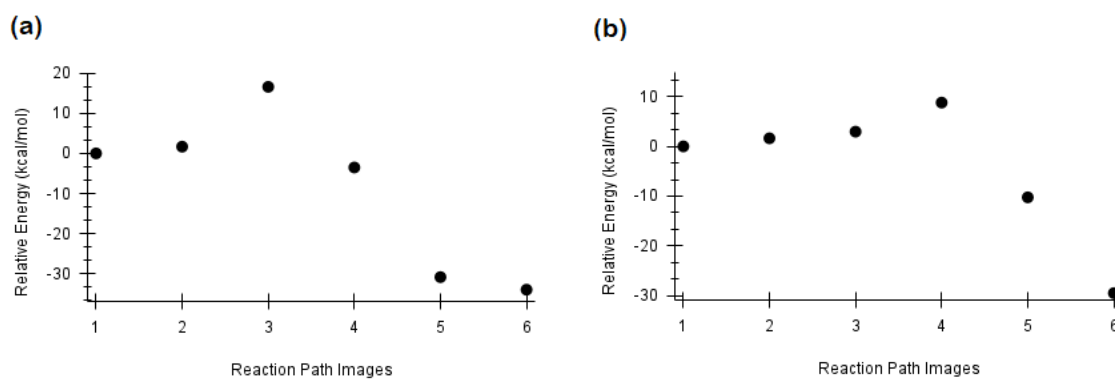 (a)
Relative Energy (kcal/mol)
20
10
0
-10
-20
-30
1 2 3 4 5 6
Reaction Path Images
(b)
Relative Energy (kcal/mol)
10
0
-10
-20
-30
1 2 3 4 5 6
Reaction Path Images